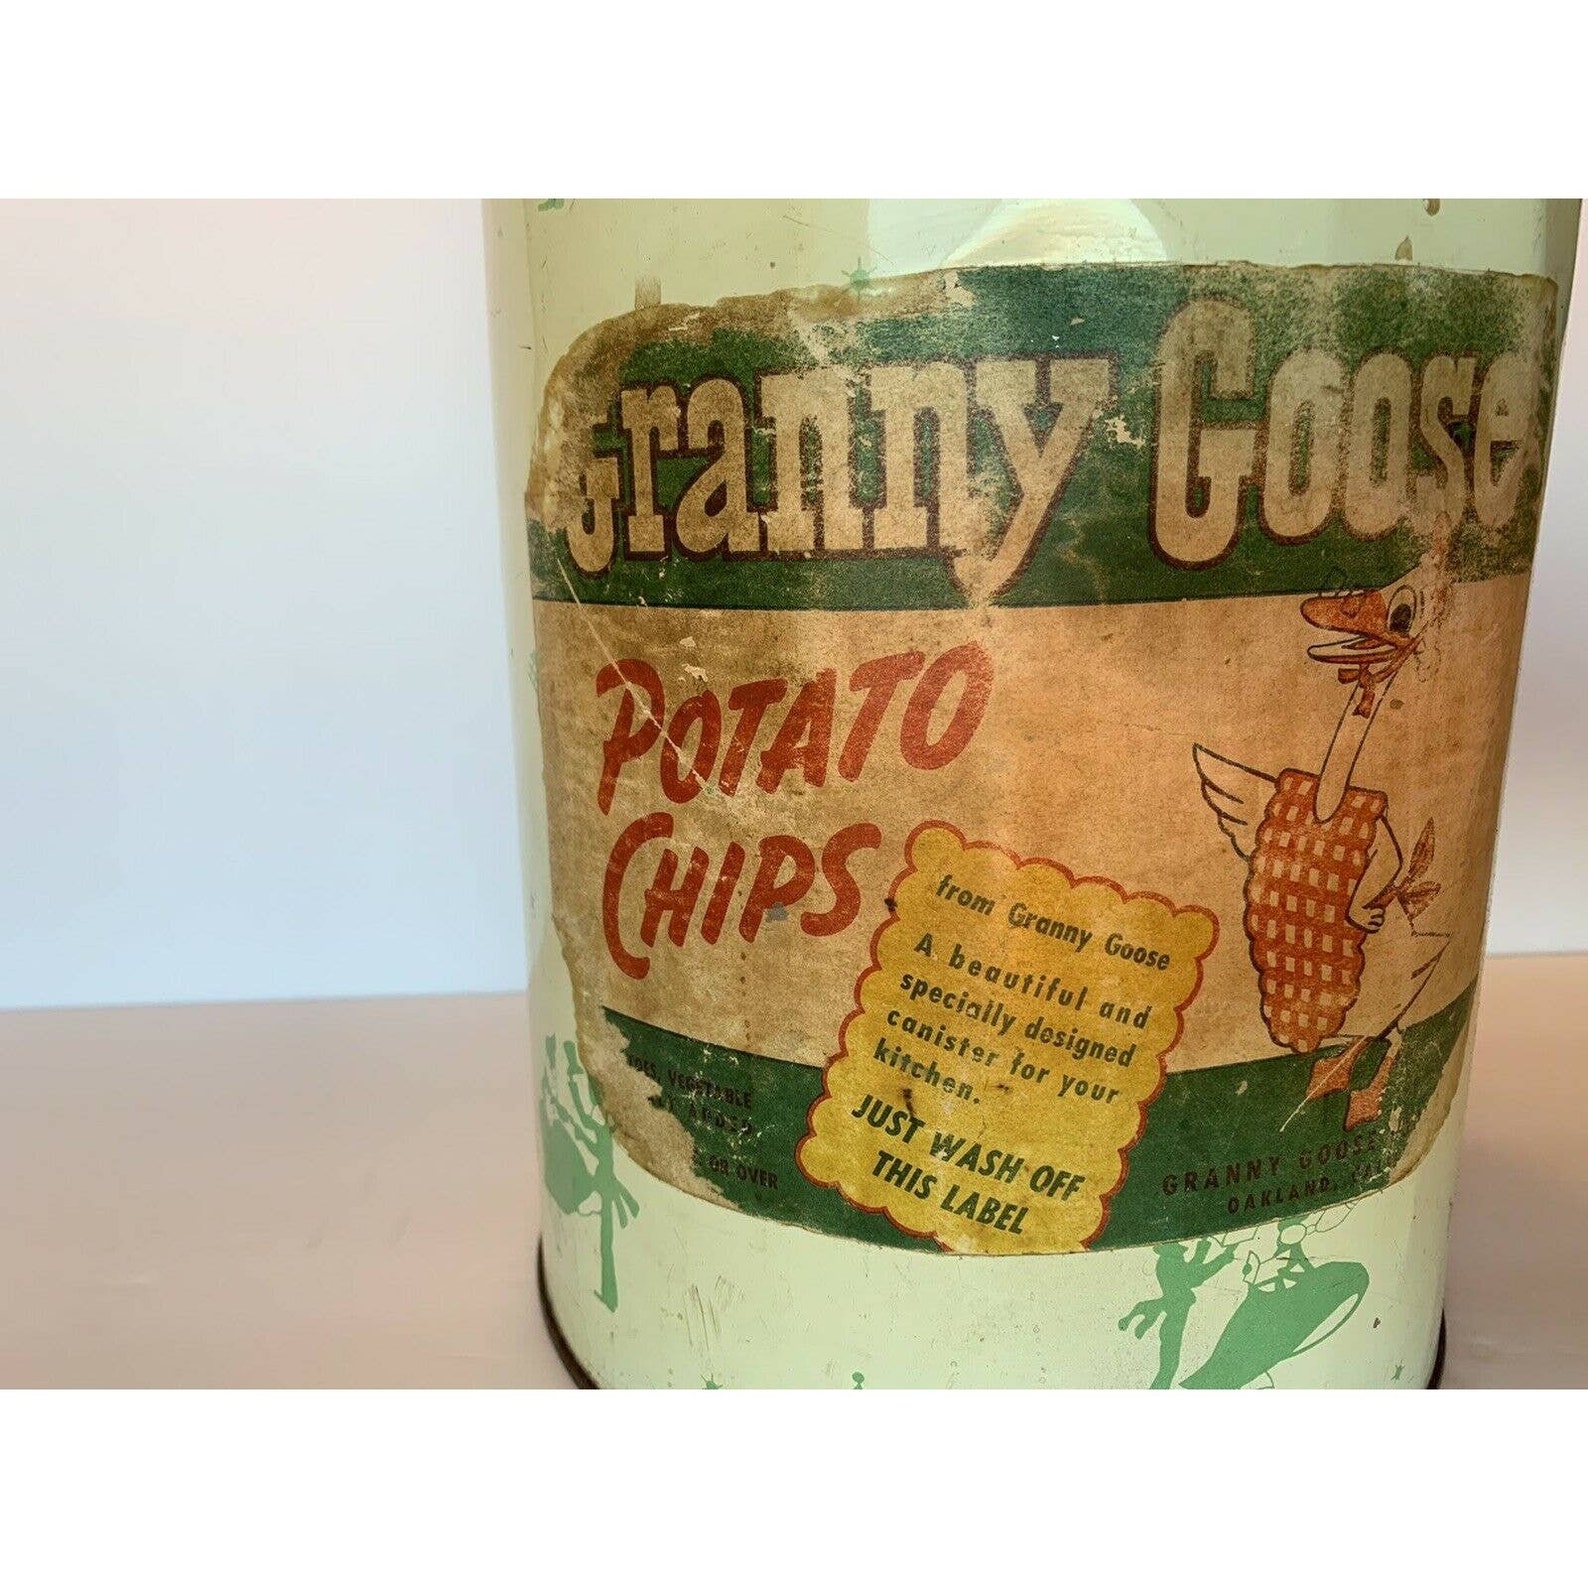 Granny Goose
POTATO
CHIPS
from Granny Goose
A beautiful and
specially designed
canister for your
kitchen.
JUST WASH OFF
THIS LABEL
VEGETABLE
OR OVER
GRANNY GOOSE
OAKLAND,